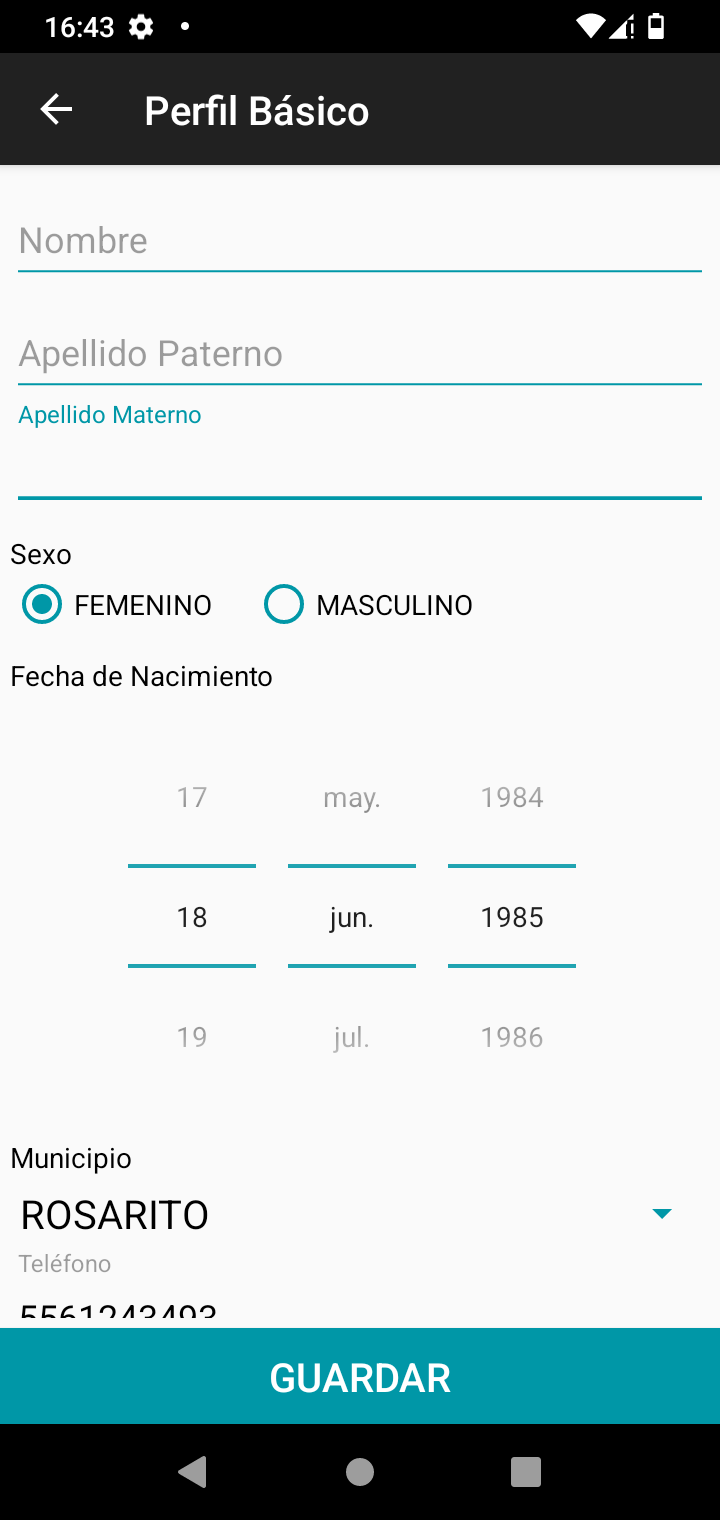 16:43
Perfil Básico
Nombre
Apellido Paterno
Apellido Materno
Sexo
FEMENINO MASCULINO
Fecha de Nacimiento
17 may. 1984
18 jun. 1985
19 jul. 1986
Municipio
ROSARITO
Teléfono
5561243493
GUARDAR